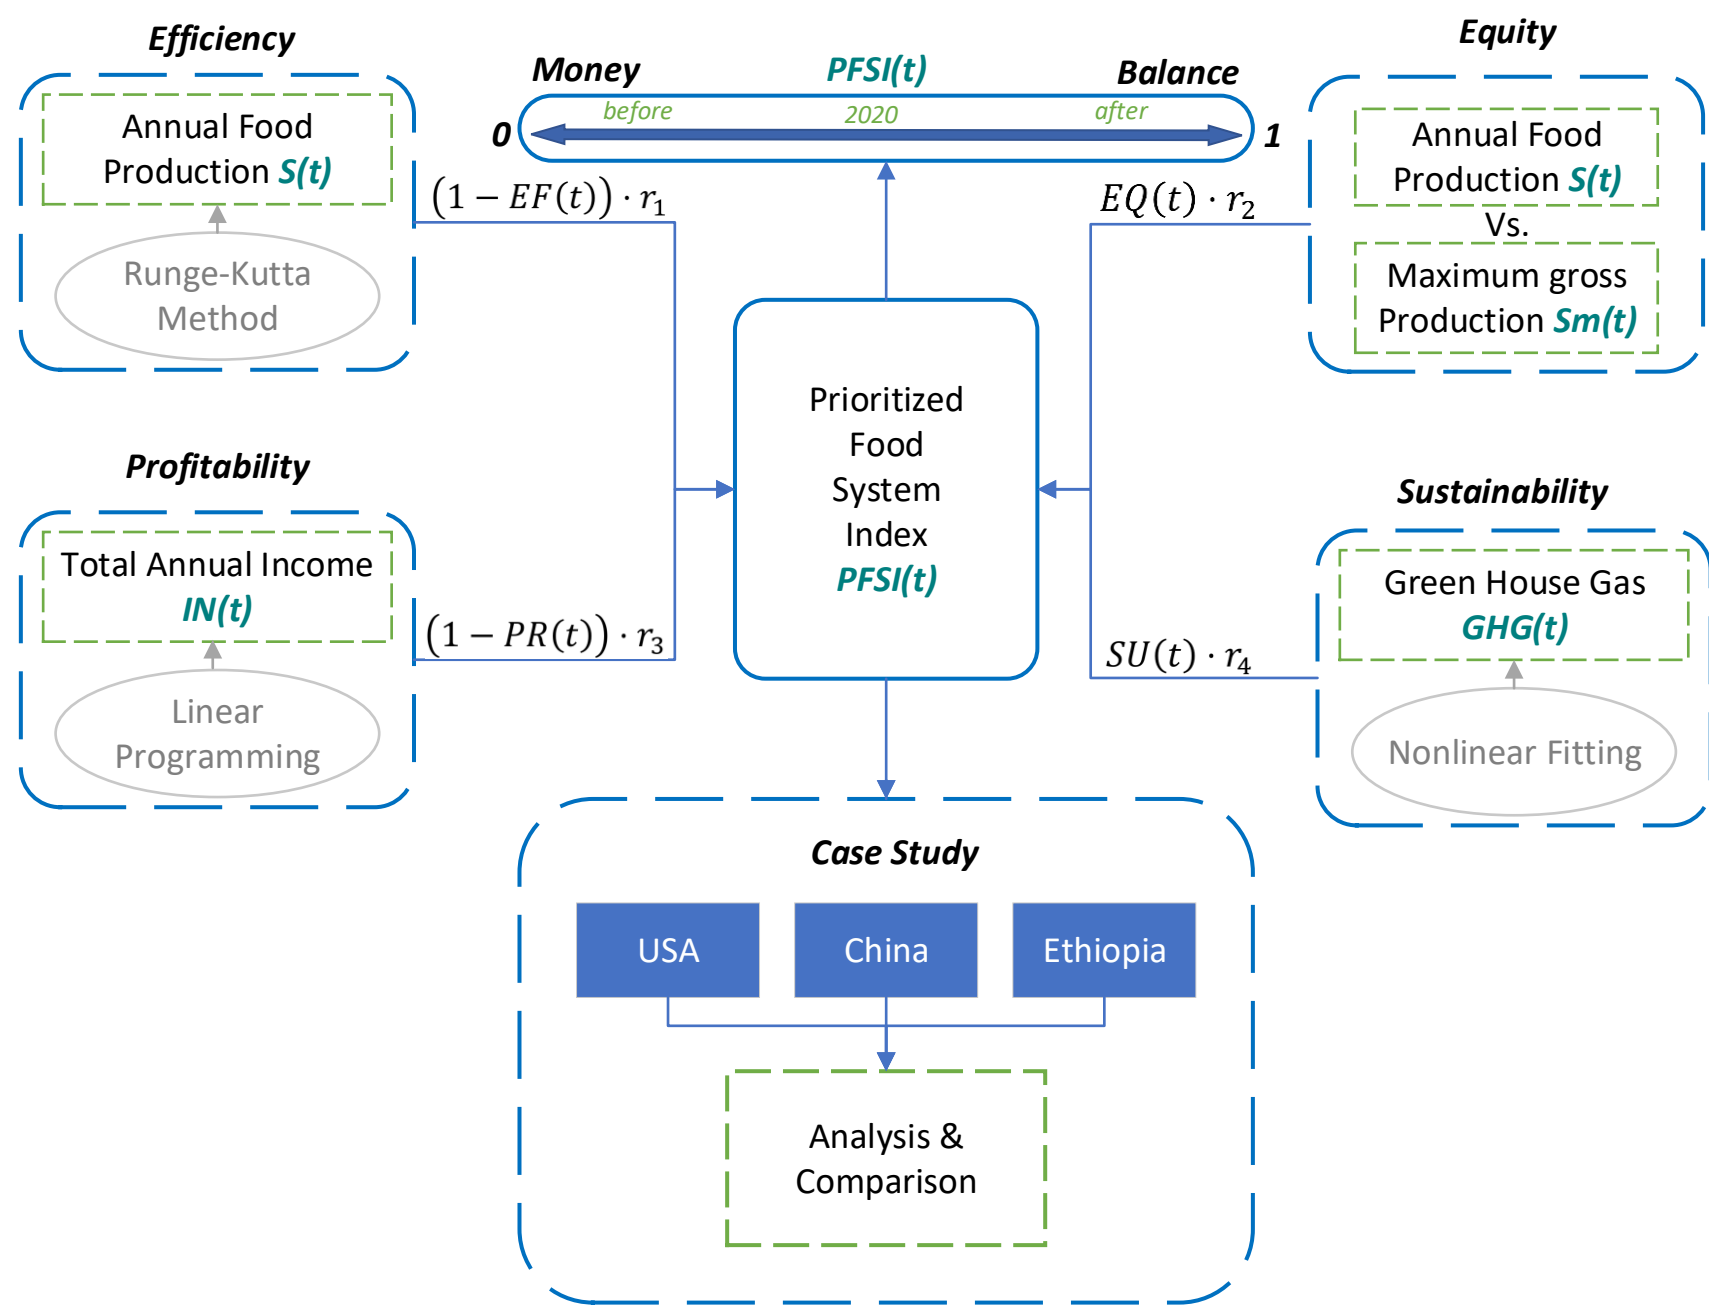 Efficiency
Annual Food
Production S(t)
Runge-Kutta
Method
(1 − EF(t)) · r₁
Profitability
Total Annual Income
IN(t)
Linear
Programming
(1 − PR(t)) · r₃
Money PFSI(t) Balance
before 2020 after
0 1
Prioritized
Food
System
Index
PFSI(t)
Equity
Annual Food
Production S(t)
Vs.
Maximum gross
Production Sm(t)
EQ(t) · r₂
Sustainability
Green House Gas
GHG(t)
Nonlinear Fitting
SU(t) · r₄
Case Study
USA China Ethiopia
Analysis &
Comparison